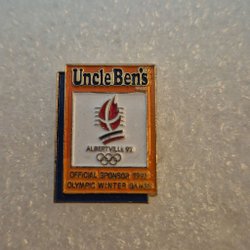 Uncle Ben's
ALBERTVILLE 92
OFFICIAL SPONSOR 1992
OLYMPIC WINTER GAMES